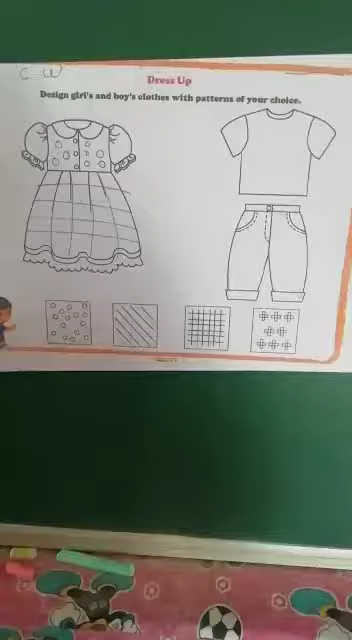 C-W
Dress Up
Design girl's and boy's clothes with patterns of your choice.